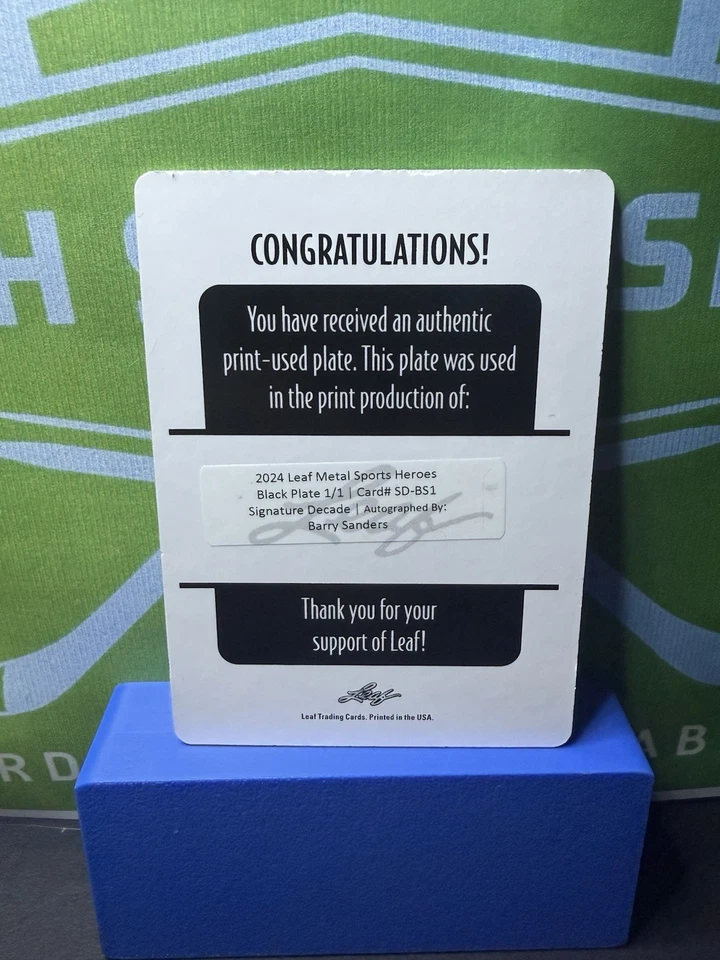 CONGRATULATIONS!
You have received an authentic
print-used plate. This plate was used
in the print production of:
2024 Leaf Metal Sports Heroes
Black Plate 1/1 | Card# SD-BS1
Signature Decade | Autographed By:
Barry Sanders
Thank you for your
support of Leaf!
Leaf
Leaf Trading Cards. Printed in the USA.